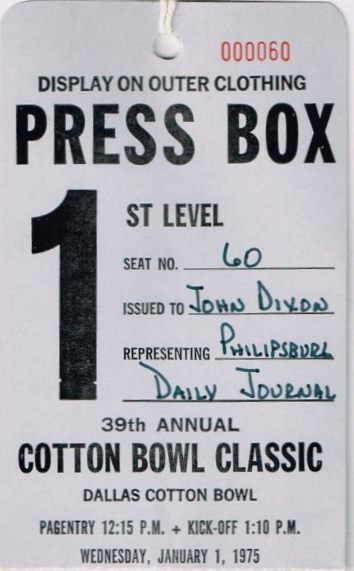 000060
DISPLAY ON OUTER CLOTHING
PRESS BOX
1 ST LEVEL
SEAT NO. 60
ISSUED TO JOHN DIXON
REPRESENTING PHILIPSBURG
DAILY JOURNAL
39th ANNUAL
COTTON BOWL CLASSIC
DALLAS COTTON BOWL
PAGENTRY 12:15 P.M. + KICK-OFF 1:10 P.M.
WEDNESDAY, JANUARY 1, 1975